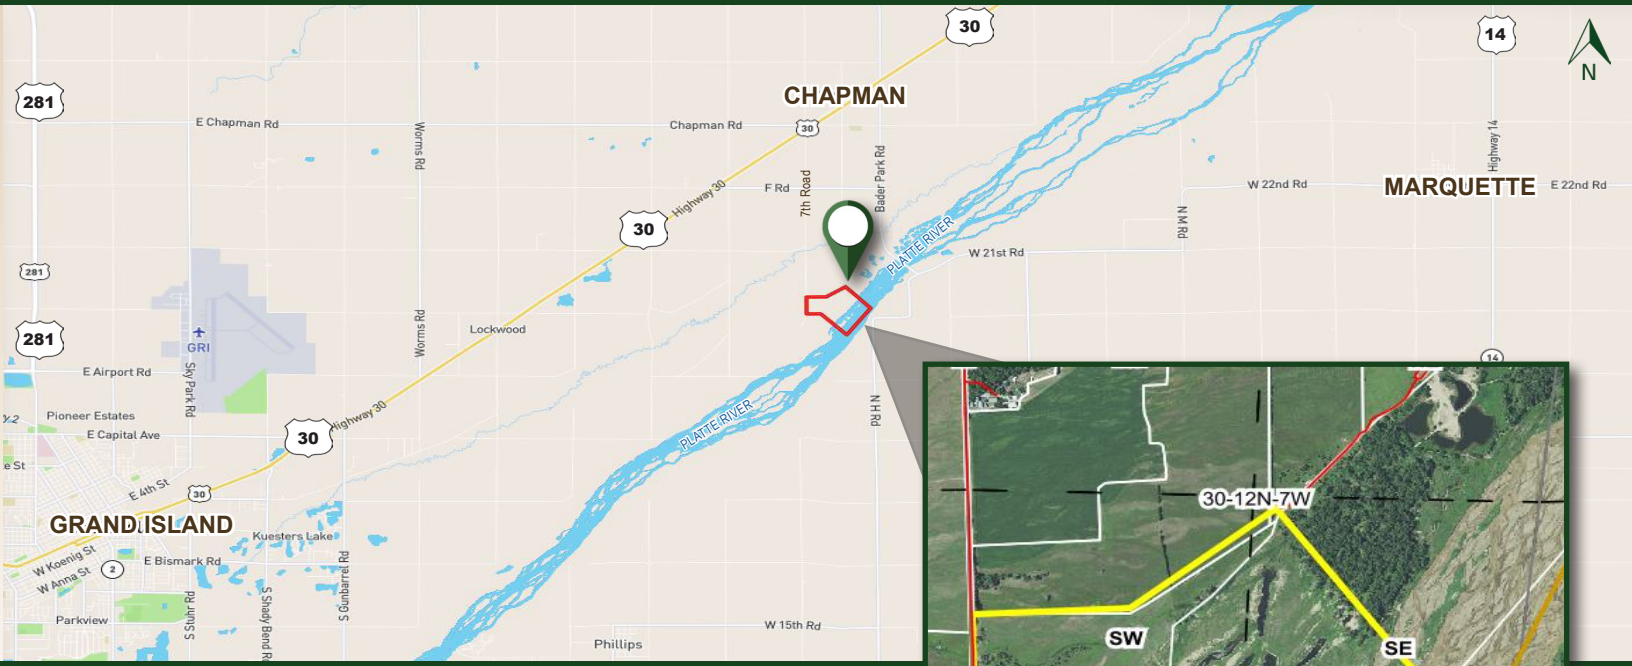 30
14
N
281
CHAPMAN
E Chapman Rd
Chapman Rd
30
Worms Rd
Highway 14
Bader Park Rd
F Rd
7th Road
Highway 30
W 22nd Rd
MARQUETTE
E 22nd Rd
30
N M Rd
PLATTE RIVER
W 21st Rd
281
281
GRI
Worms Rd
Lockwood
14
E Airport Rd
Sky Park Rd
PLATTE RIVER
N H Rd
Highway 30
Pioneer Estates
E Capital Ave
30
E 4th St
30
GRAND ISLAND
Kuesters Lake
W Koenig St
W Anna St
2
E Bismark Rd
S Stuhr Rd
S Shady Bend R
S Gunbarrel Rd
Parkview
Phillips
W 15th Rd
30-12N-7W
SW
SE